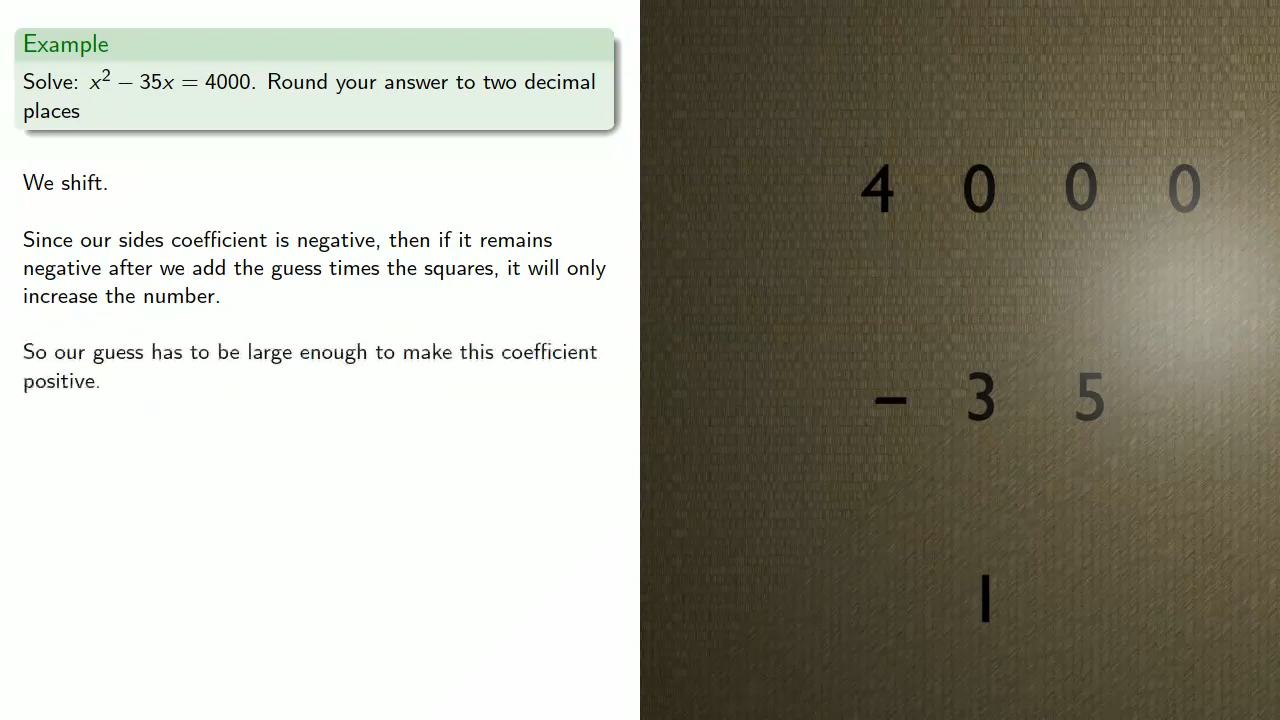 Example
Solve: x² − 35x = 4000. Round your answer to two decimal
places
We shift.
Since our sides coefficient is negative, then if it remains
negative after we add the guess times the squares, it will only
increase the number.
So our guess has to be large enough to make this coefficient
positive.
4 0 0 0
– 3 5
1